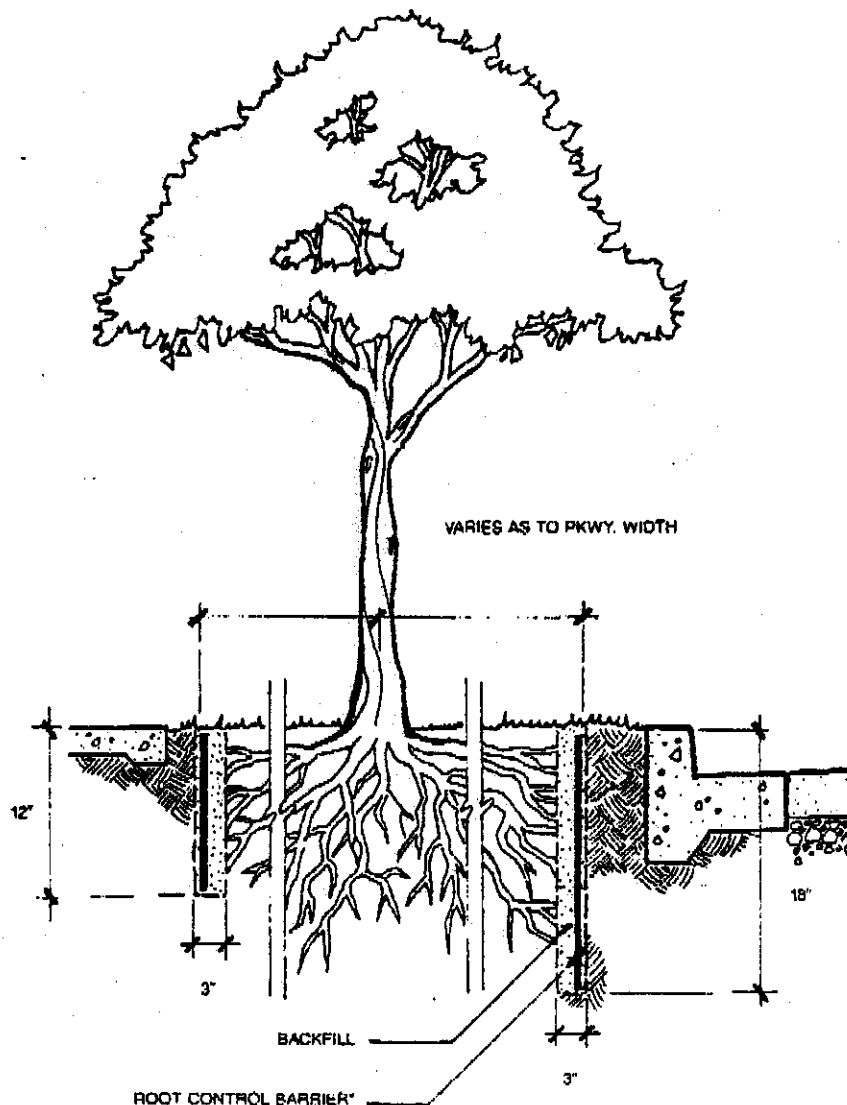 VARIES AS TO PKWY. WIDTH
12"
18"
3"
BACKFILL
3"
ROOT CONTROL BARRIER"